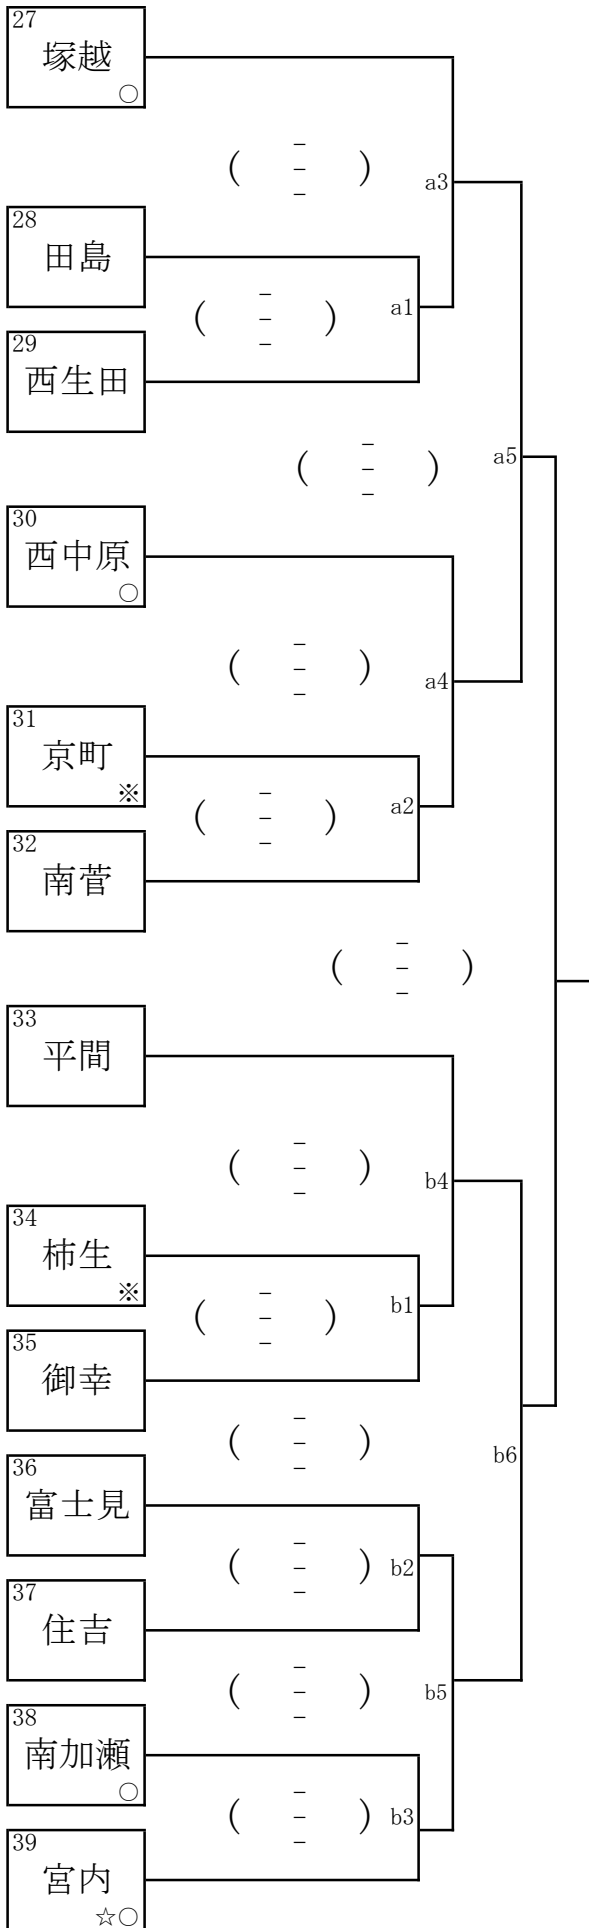 27
塚越
○
( - - - )
a3
28
田島
( - - - )
a1
29
西生田
( - - - )
a5
30
西中原
○
( - - - )
a4
31
京町
※
( - - - )
a2
32
南菅
( - - - )
33
平間
( - - - )
b4
34
柿生
※
( - - - )
b1
35
御幸
( - - - )
b6
36
富士見
( - - - )
b2
37
住吉
( - - - )
b5
38
南加瀬
○
( - - - )
b3
39
宮内
☆○